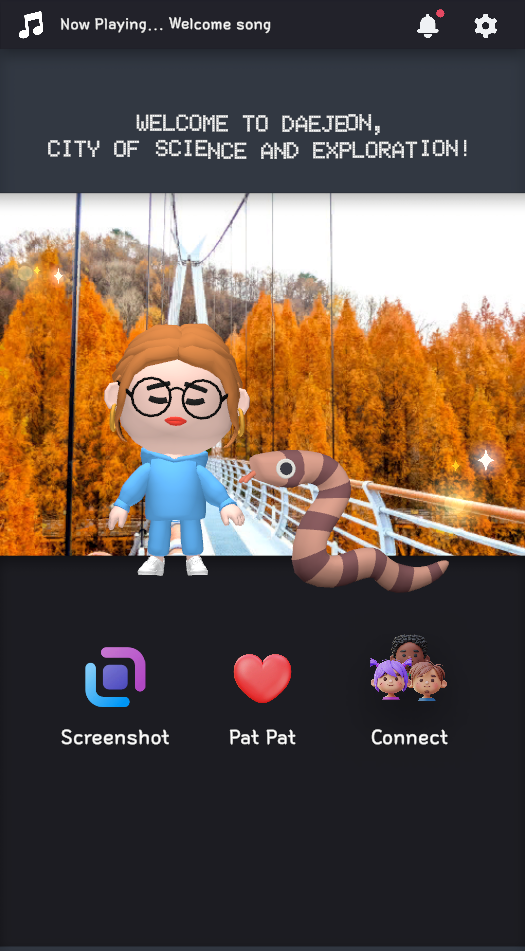 Now Playing... Welcome song
WELCOME TO DAEJEON,
CITY OF SCIENCE AND EXPLORATION!
Screenshot
Pat Pat
Connect